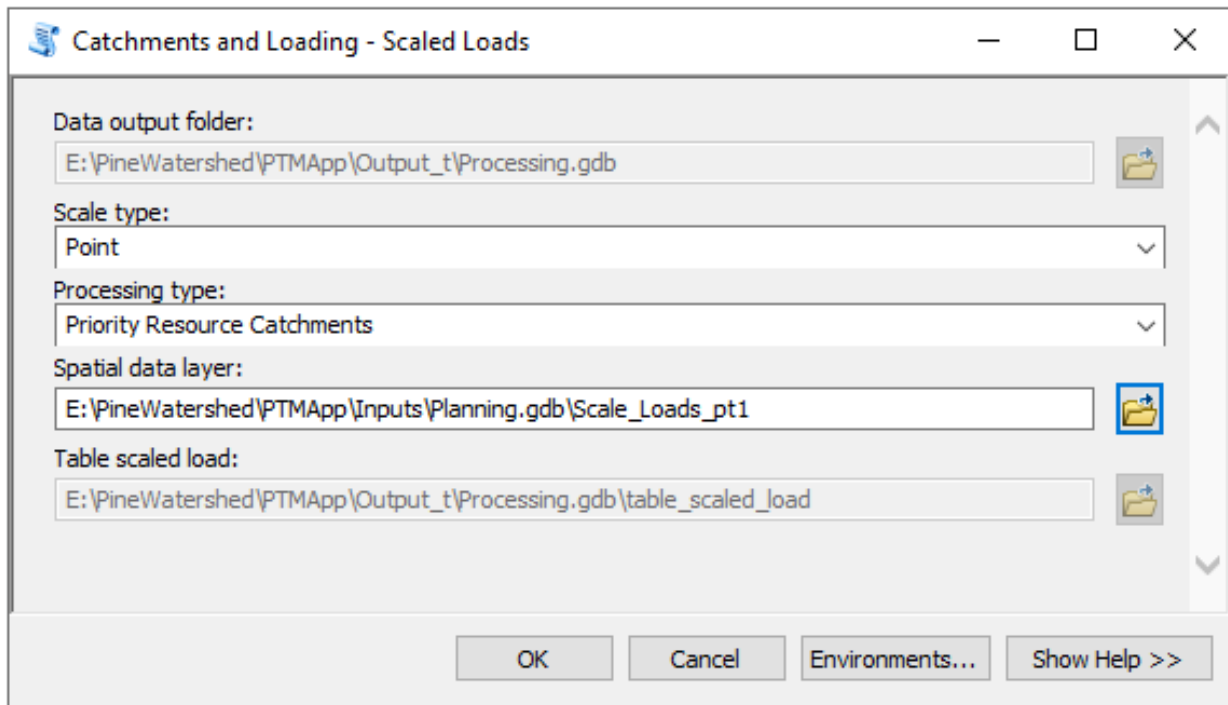 Catchments and Loading - Scaled Loads
Data output folder:
E:\PineWatershed\PTMApp\Output_t\Processing.gdb
Scale type:
Point
Processing type:
Priority Resource Catchments
Spatial data layer:
E:\PineWatershed\PTMApp\Inputs\Planning.gdb\Scale_Loads_pt1
Table scaled load:
E:\PineWatershed\PTMApp\Output_t\Processing.gdb\table_scaled_load
OK Cancel Environments... Show Help >>